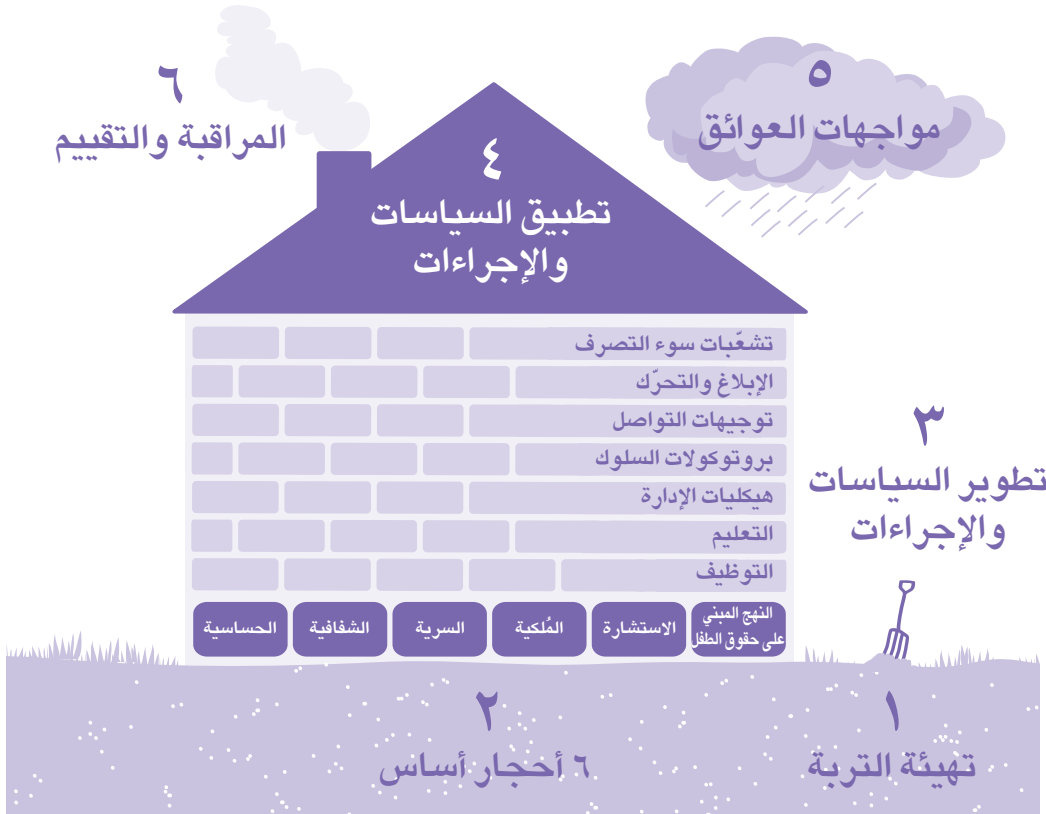 ٦
المراقبة والتقييم
٥
مواجهات العوائق
٤
تطبيق السياسات
والإجراءات
تشعّبات سوء التصرف
الإبلاغ والتحرّك
توجيهات التواصل
بروتوكولات السلوك
هيكليات الإدارة
التعليم
التوظيف
٣
تطوير السياسات
والإجراءات
النهج المبني
على حقوق الطفل
الاستشارة
المُلكية
السرية
الشفافية
الحساسية
١
تهيئة التربة
٢
٦ أحجار أساس